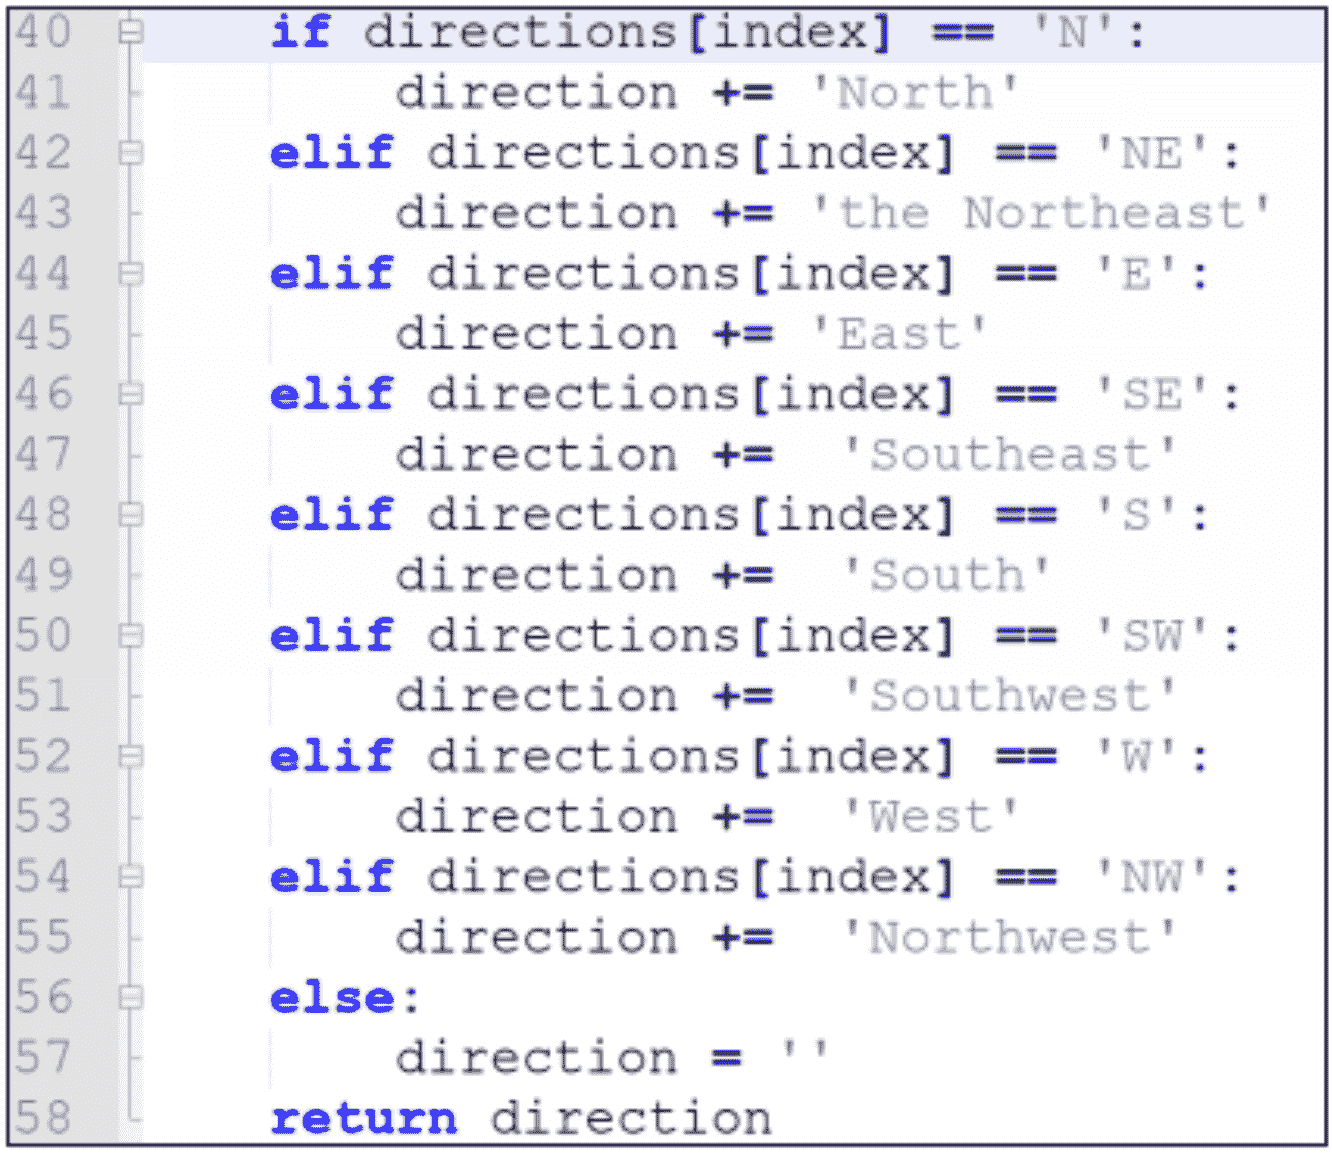 40 if directions[index] == 'N':
41 direction += 'North'
42 elif directions[index] == 'NE':
43 direction += 'the Northeast'
44 elif directions[index] == 'E':
45 direction += 'East'
46 elif directions[index] == 'SE':
47 direction +=  'Southeast'
48 elif directions[index] == 'S':
49 direction +=  'South'
50 elif directions[index] == 'SW':
51 direction +=  'Southwest'
52 elif directions[index] == 'W':
53 direction +=  'West'
54 elif directions[index] == 'NW':
55 direction +=  'Northwest'
56 else:
57 direction = ''
58 return direction